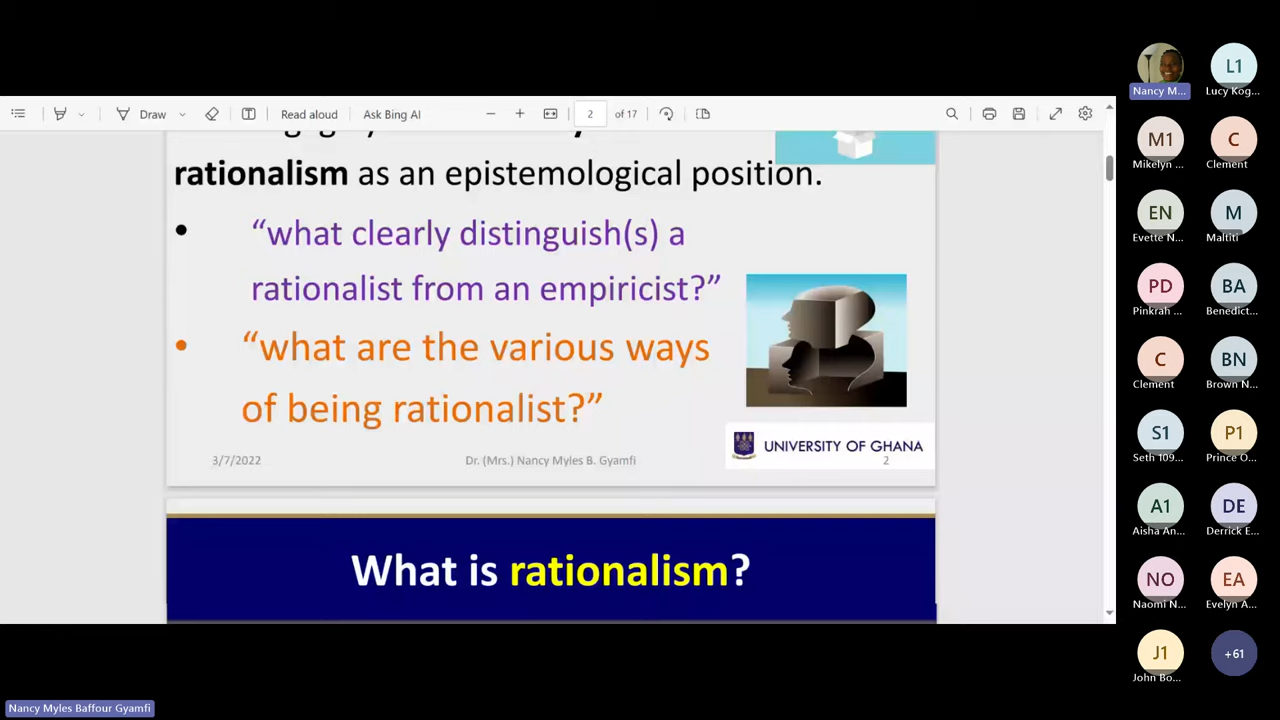 Draw
Read aloud
Ask Bing AI
2
of 17
rationalism as an epistemological position.
• “what clearly distinguish(s) a
rationalist from an empiricist?”
• “what are the various ways
of being rationalist?”
UNIVERSITY OF GHANA
3/7/2022
Dr. (Mrs.) Nancy Myles B. Gyamfi
2
What is rationalism?
Nancy M...
L1
Lucy Kog...
M1
Mikelyn ...
C
Clement
EN
Evette N...
M
Maltiti
PD
Pinkrah ...
BA
Benedict...
C
Clement
BN
Brown N...
S1
Seth 109...
P1
Prince O...
A1
Aisha An...
DE
Derrick E...
NO
Naomi N...
EA
Evelyn A...
J1
John Bo...
+61
Nancy Myles Baffour Gyamfi